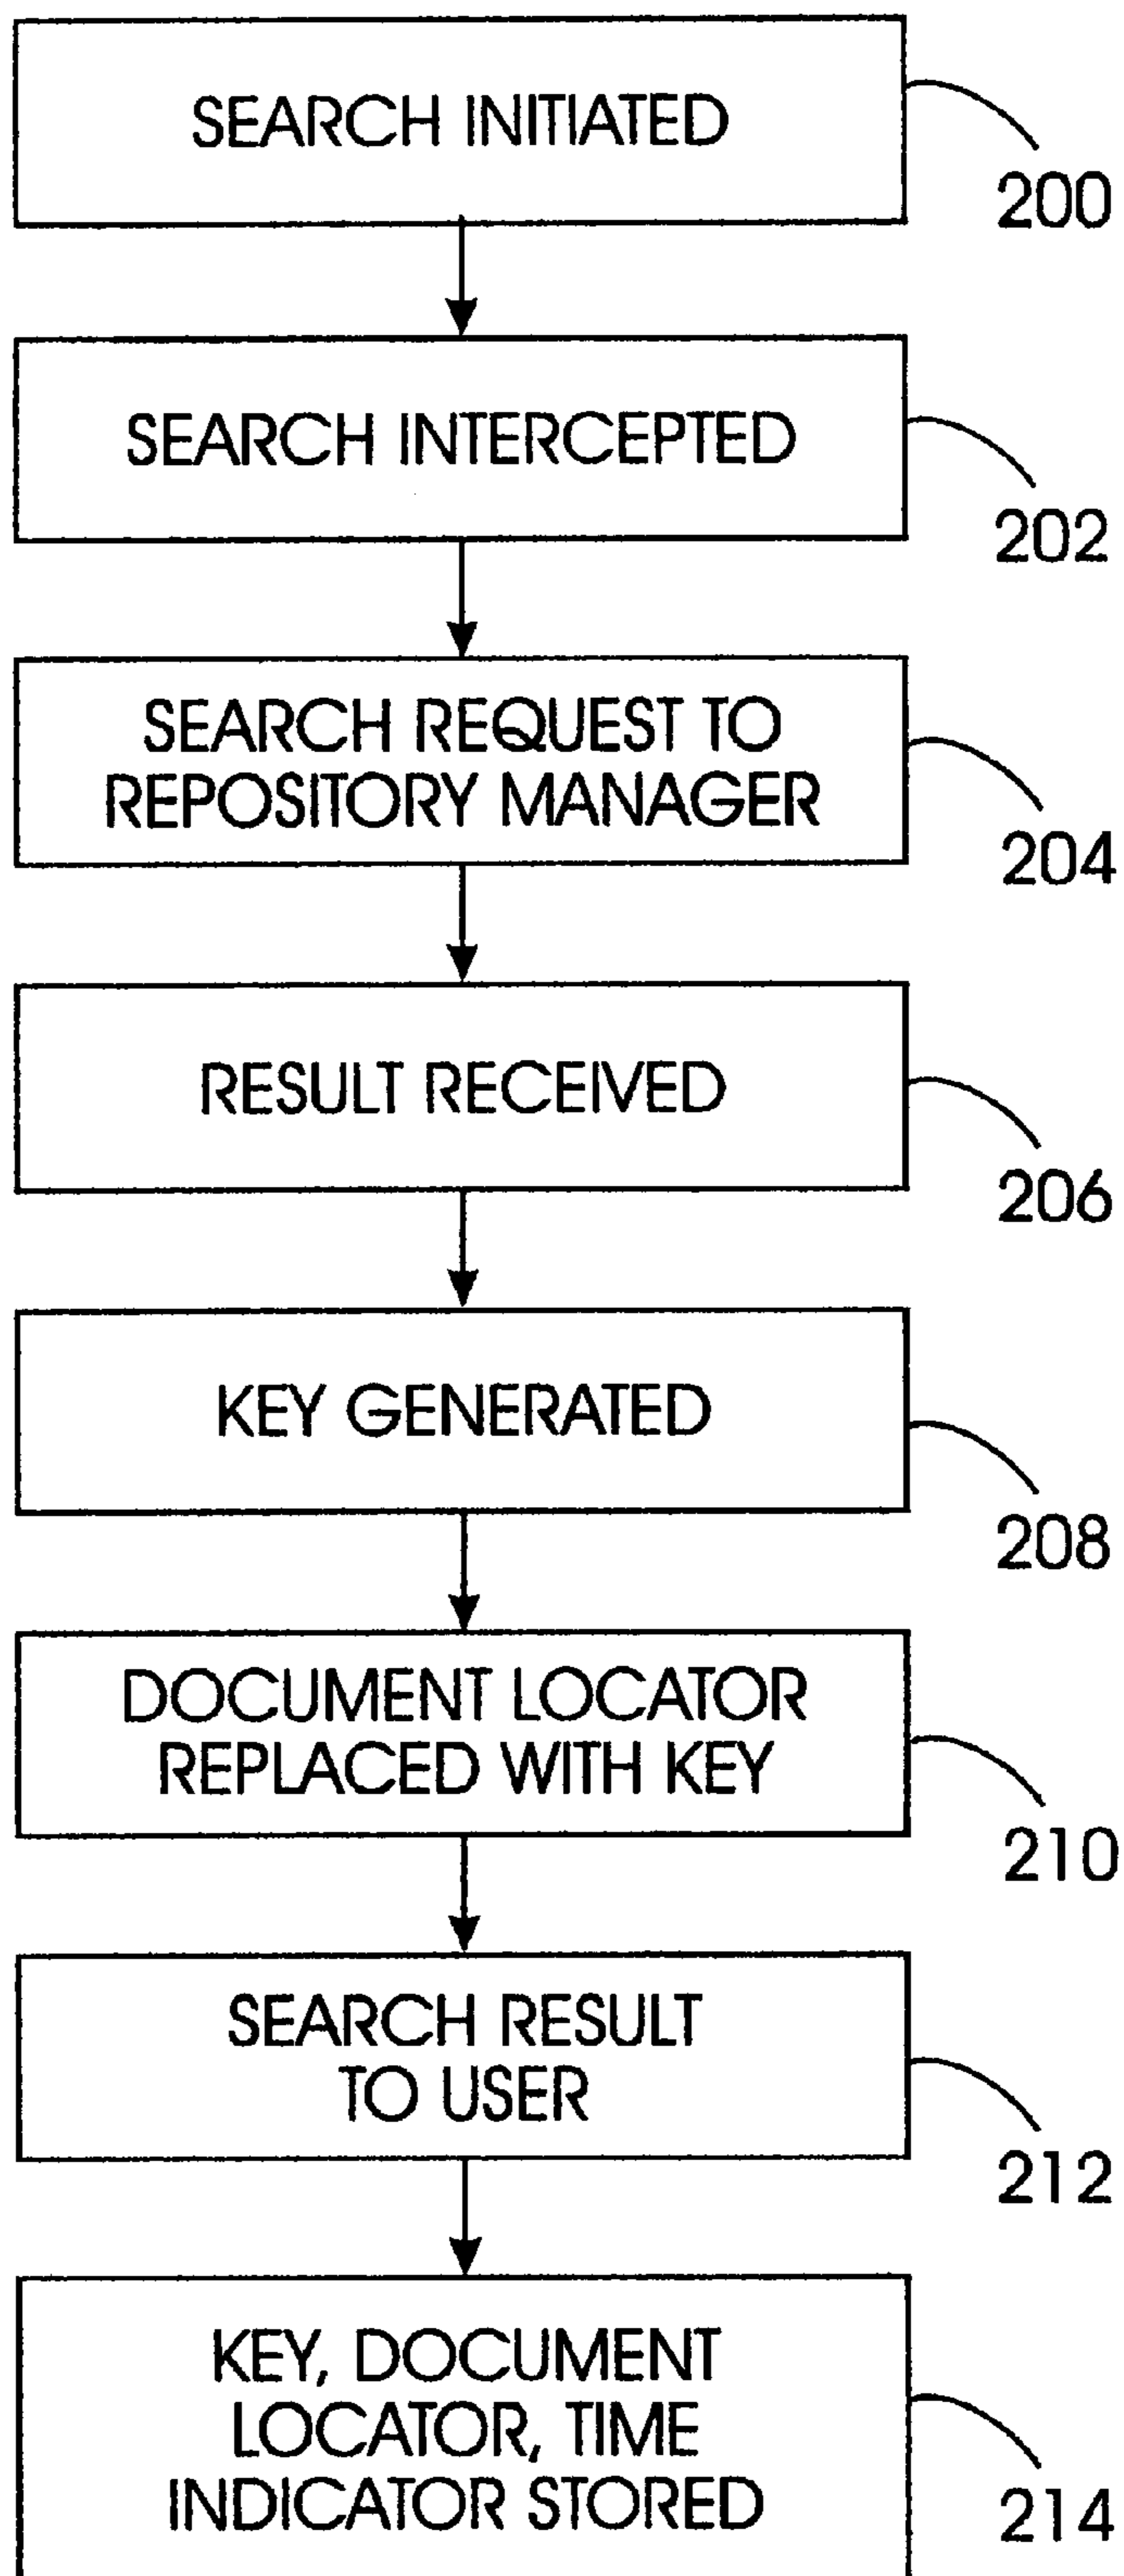 SEARCH INITIATED
200
SEARCH INTERCEPTED
202
SEARCH REQUEST TO
REPOSITORY MANAGER
204
RESULT RECEIVED
206
KEY GENERATED
208
DOCUMENT LOCATOR
REPLACED WITH KEY
210
SEARCH RESULT
TO USER
212
KEY, DOCUMENT
LOCATOR, TIME
INDICATOR STORED
214